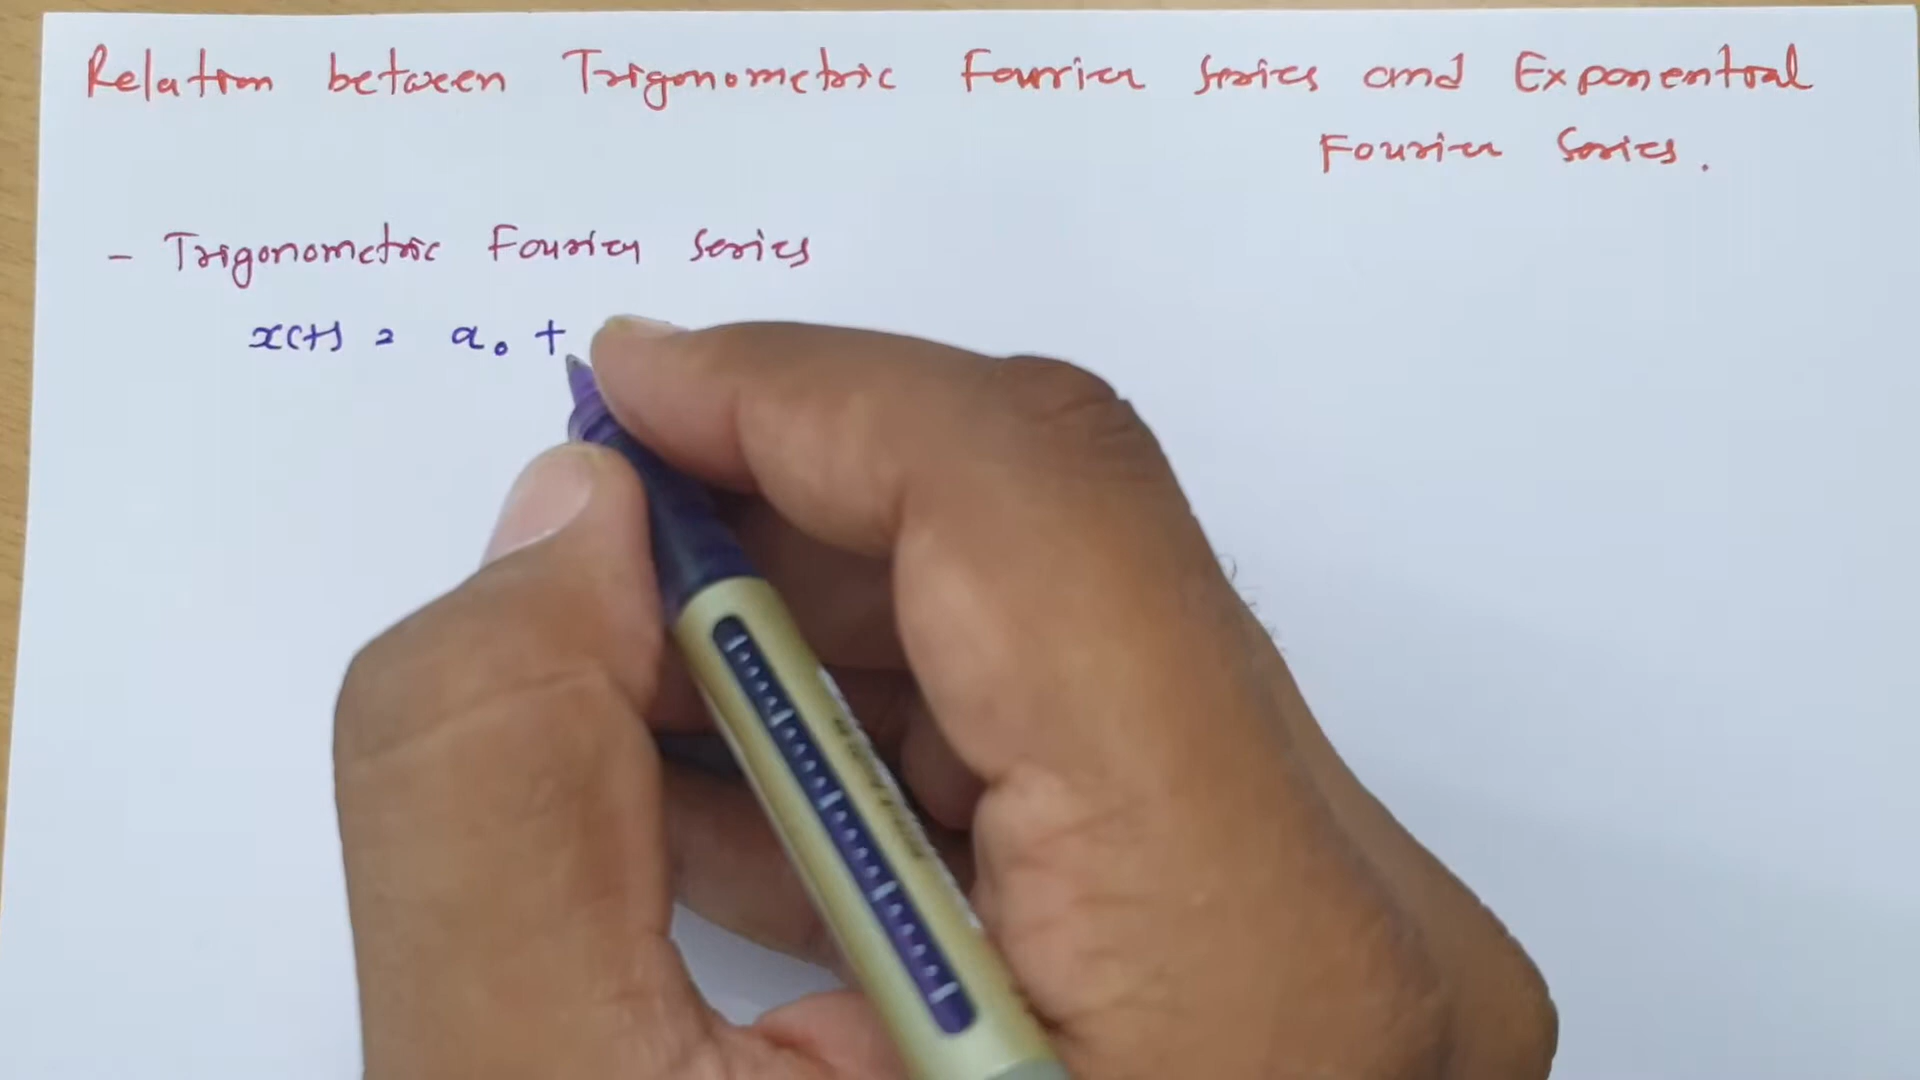 Relation between Trigonometric Fourier Series and Exponential
Fourier Series.
- Trigonometric Fourier Series
x(t) = a₀ +